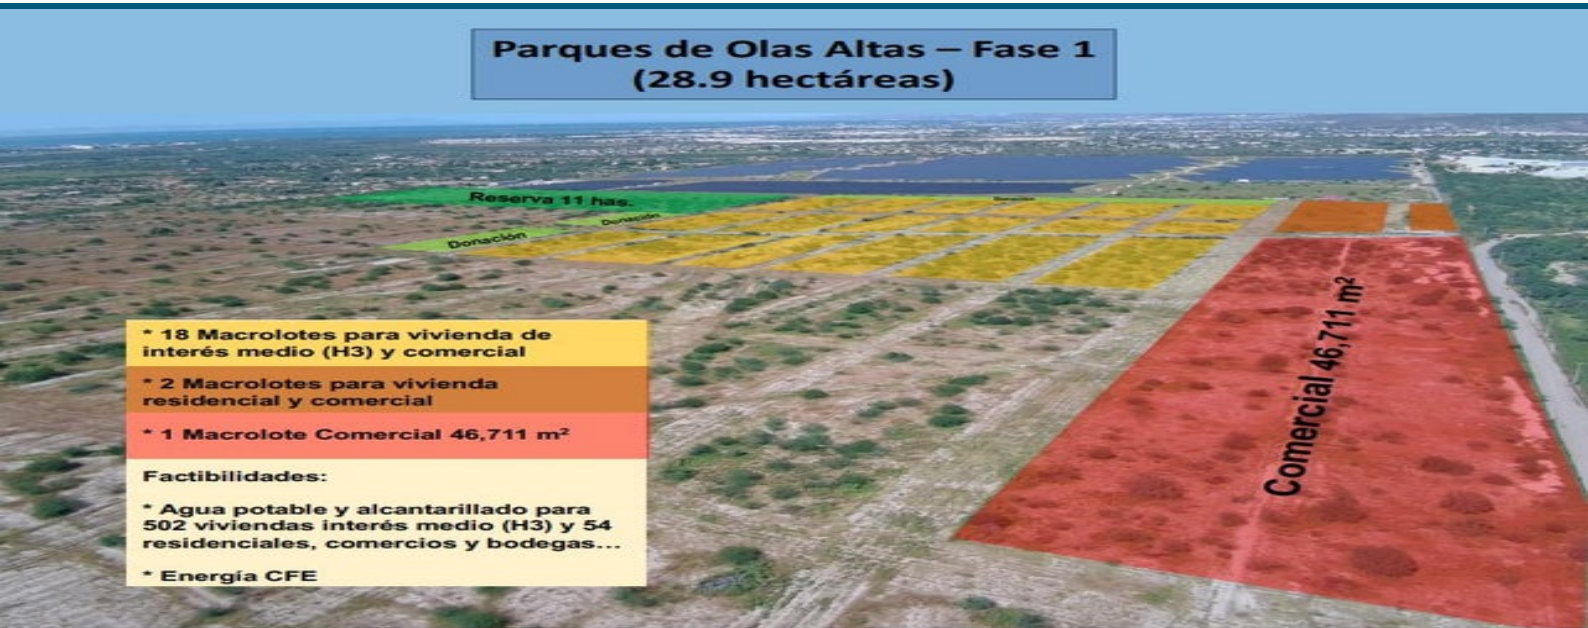 Parques de Olas Altas – Fase 1
(28.9 hectáreas)
Reserva 11 has.
Donación
Donación
Donación
* 18 Macrolotes para vivienda de
interés medio (H3) y comercial
* 2 Macrolotes para vivienda
residencial y comercial
* 1 Macrolote Comercial 46,711 m²
Factibilidades:
* Agua potable y alcantarillado para
502 viviendas interés medio (H3) y 54
residenciales, comercios y bodegas...
* Energía CFE
Comercial 46,711 m²